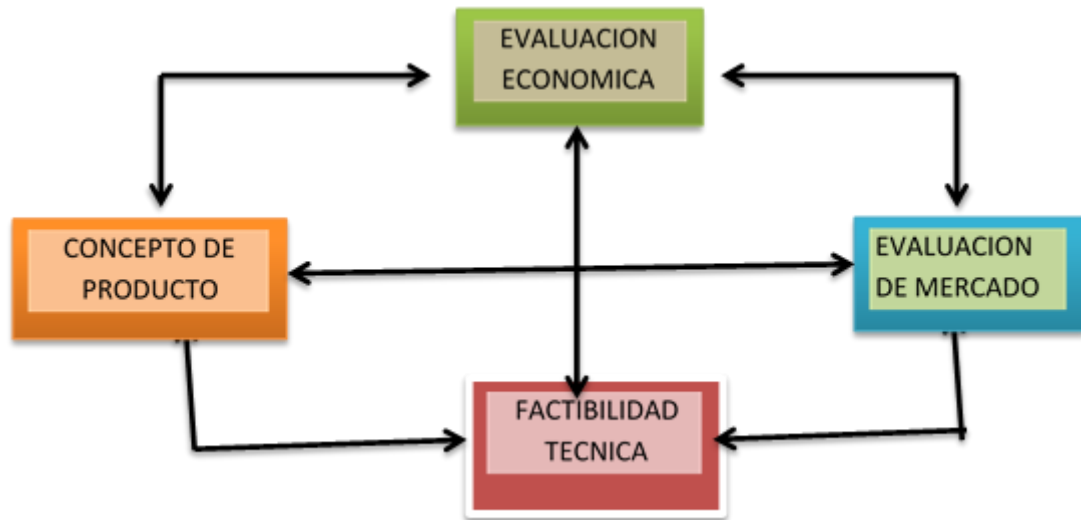 EVALUACION
ECONOMICA
CONCEPTO DE
PRODUCTO
EVALUACION
DE MERCADO
FACTIBILIDAD
TECNICA